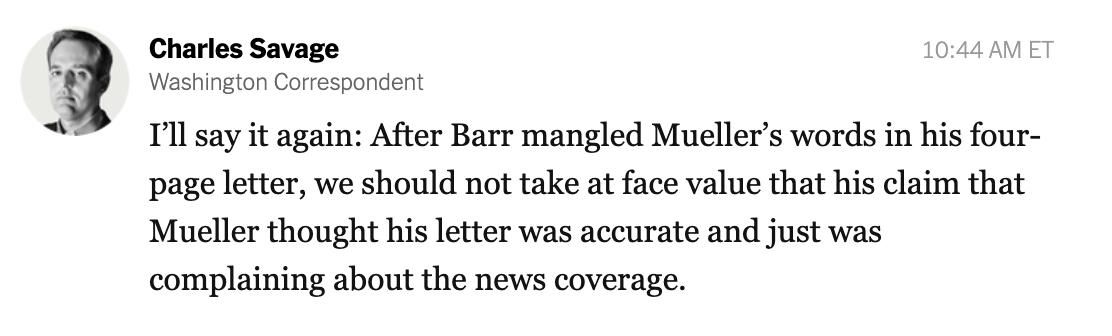 Charles Savage
10:44 AM ET
Washington Correspondent
I’ll say it again: After Barr mangled Mueller’s words in his four-
page letter, we should not take at face value that his claim that
Mueller thought his letter was accurate and just was
complaining about the news coverage.